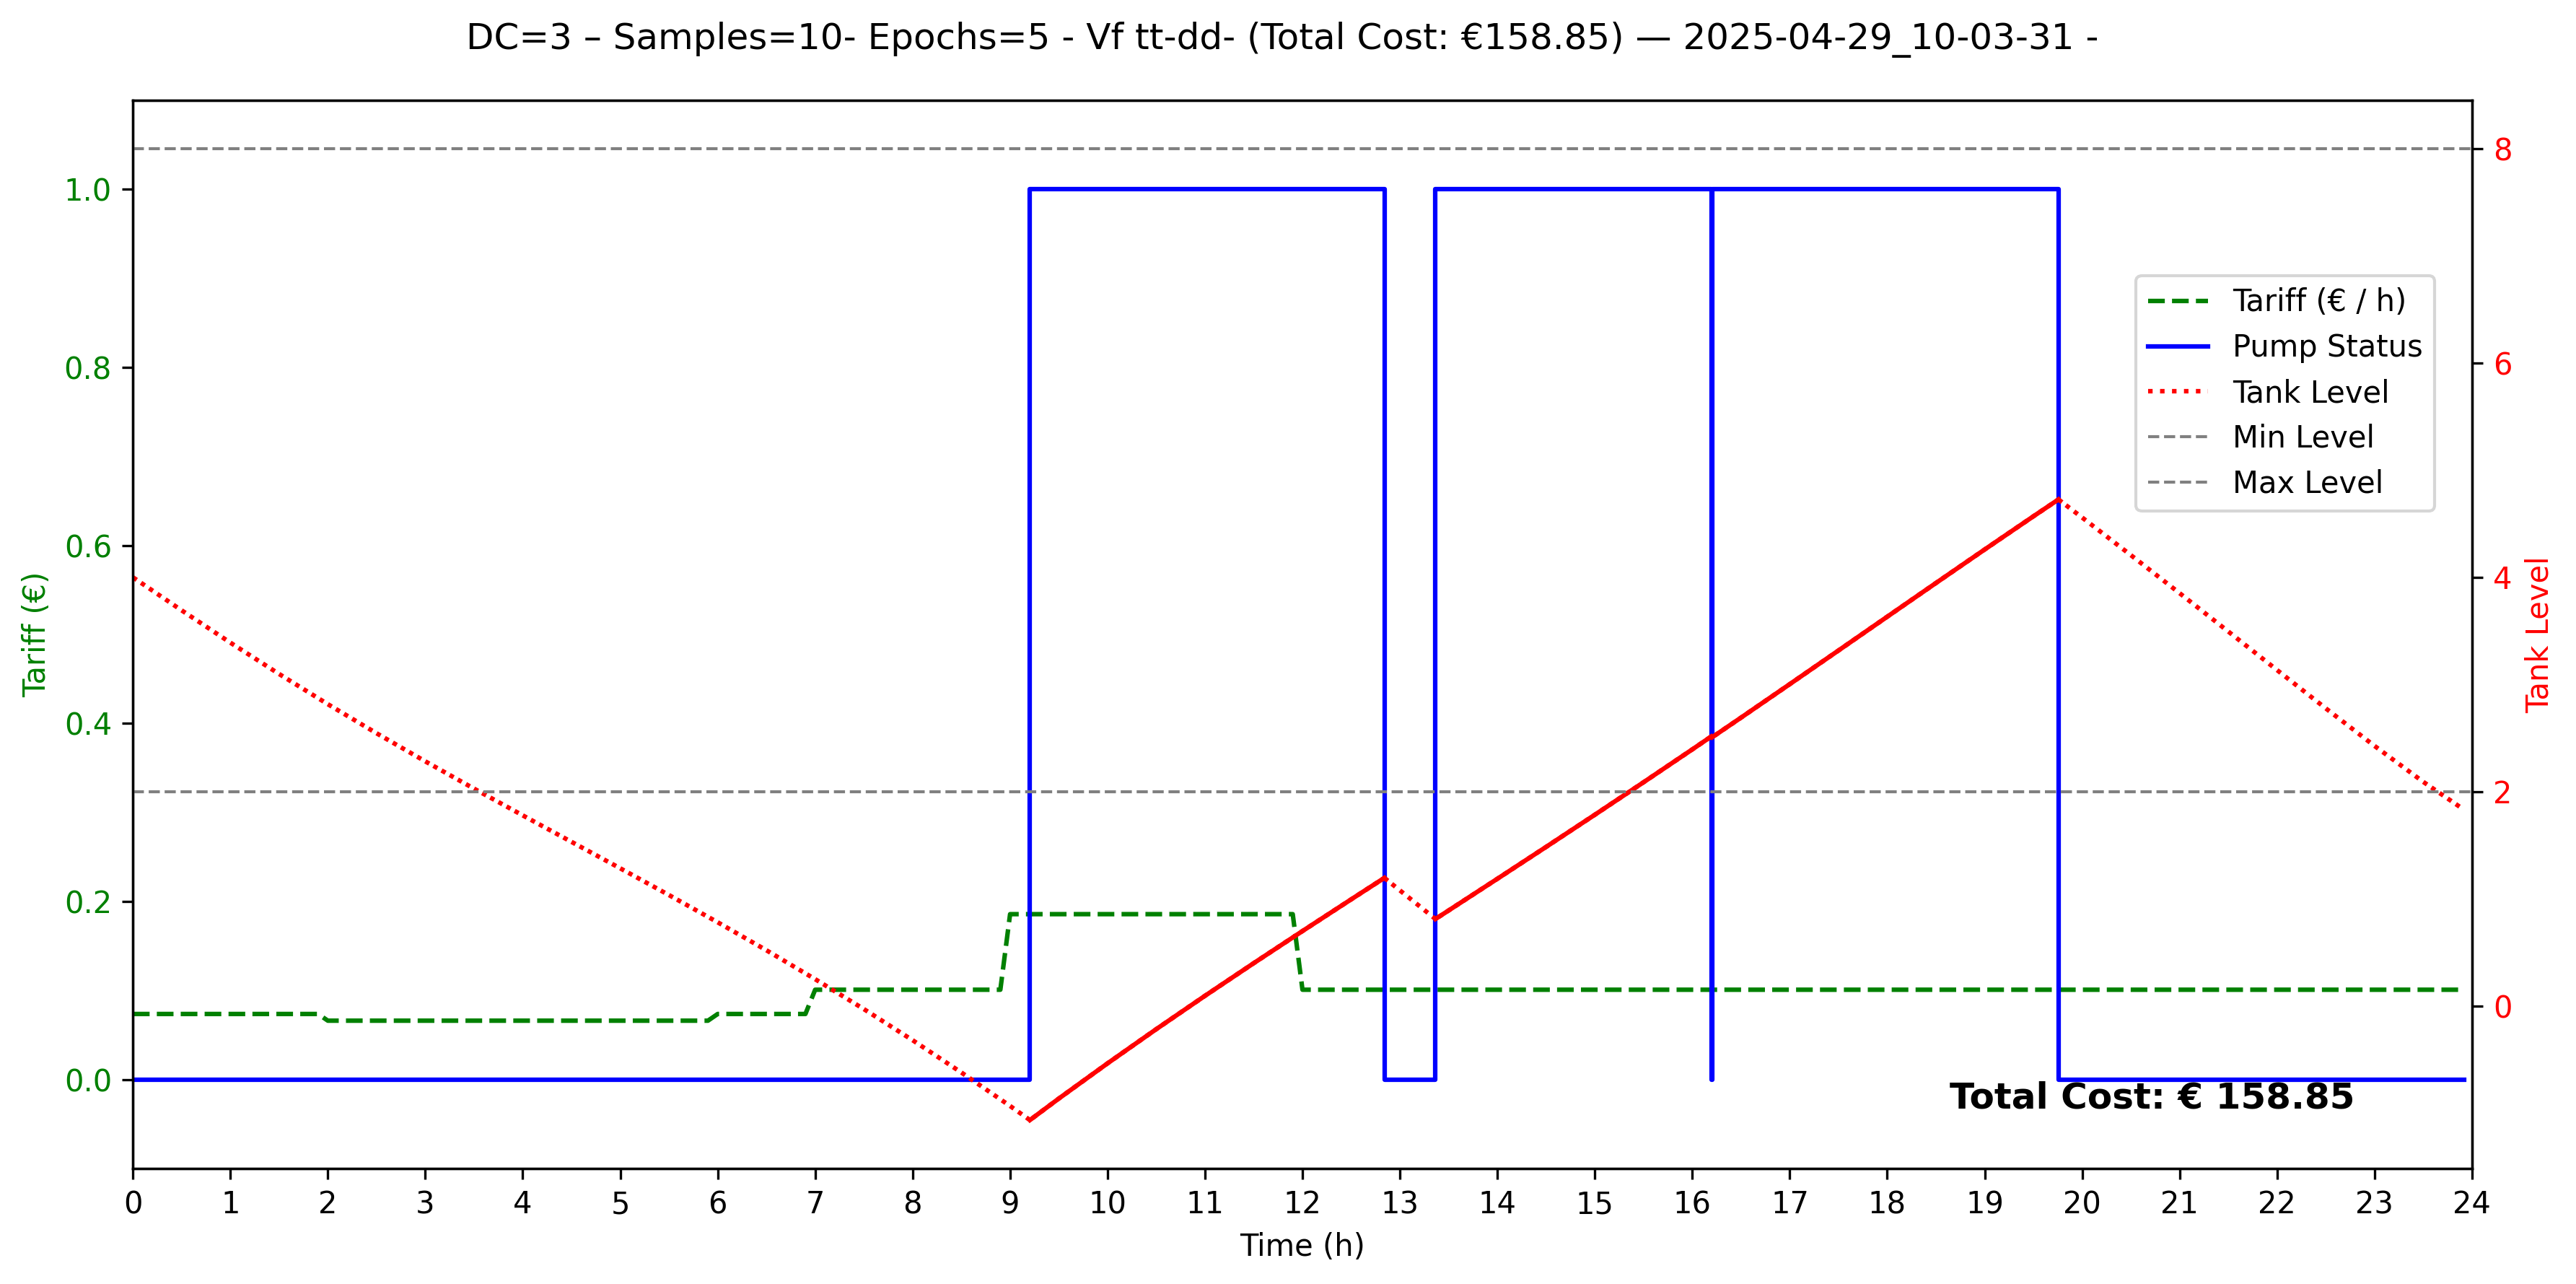 DC=3 – Samples=10- Epochs=5 - Vf tt-dd- (Total Cost: €158.85) — 2025-04-29_10-03-31 -
Tariff (€)
1.0
0.8
0.6
0.4
0.2
0.0
Tariff (€ / h)
Pump Status
Tank Level
Min Level
Max Level
8
6
4
2
0
Tank Level
Total Cost: € 158.85
0 1 2 3 4 5 6 7 8 9 10 11 12 13 14 15 16 17 18 19 20 21 22 23 24
Time (h)